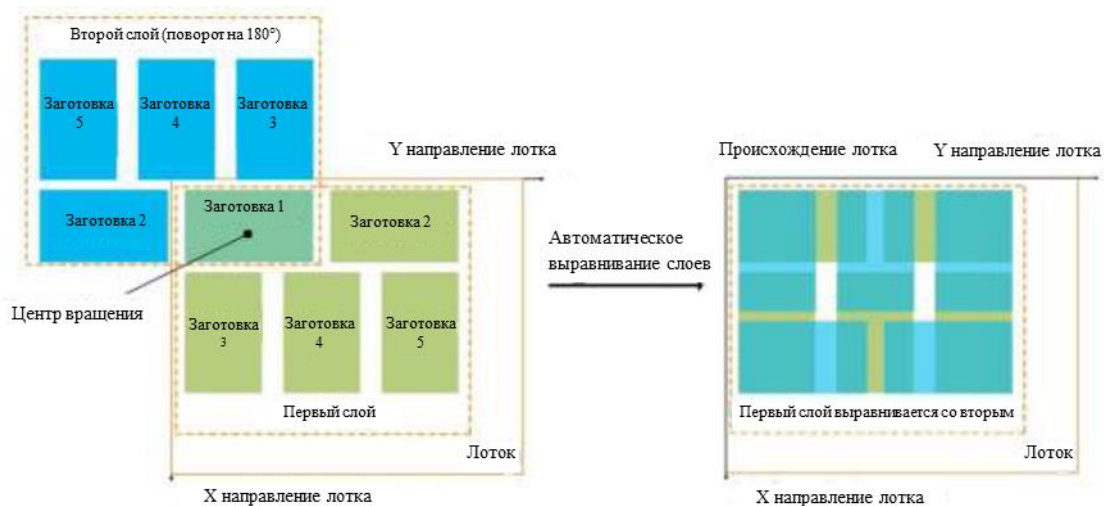 Второй слой (поворот на 180°)
Заготовка
5
Заготовка
4
Заготовка
3
Заготовка 2
Y направление лотка
Заготовка 1
Заготовка 2
Центр вращения
Заготовка
3
Заготовка
4
Заготовка
5
Первый слой
Лоток
X направление лотка
Автоматическое
выравнивание слоев
Происхождение лотка
Y направление лотка
Первый слой выравнивается со вторым
Лоток
X направление лотка